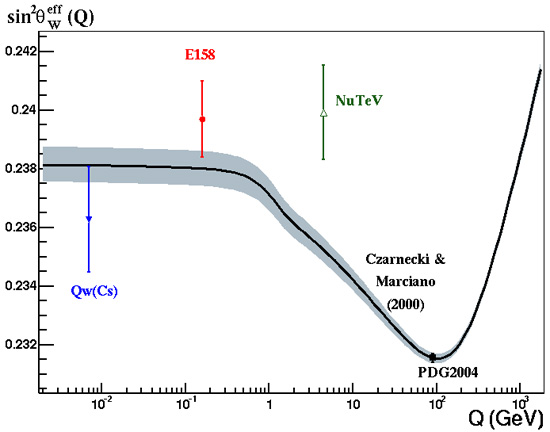 sin²θ_W^eff (Q)
0.242
E158
NuTeV
0.24
0.238
0.236
Czarnecki &
Marciano
(2000)
Qw(Cs)
0.234
0.232
PDG2004
10⁻² 10⁻¹ 1 10 10² 10³
Q (GeV)